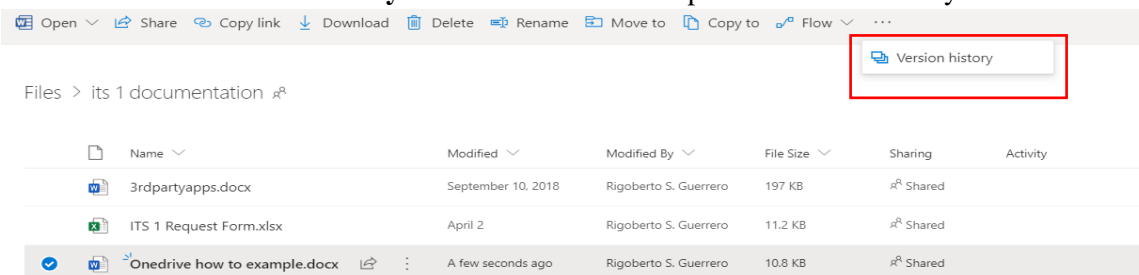 Open Share Copy link Download Delete Rename Move to Copy to Flow ...
Version history
Files > its 1 documentation
Name Modified Modified By File Size Sharing Activity
3rdpartyapps.docx September 10, 2018 Rigoberto S. Guerrero 197 KB Shared
ITS 1 Request Form.xlsx April 2 Rigoberto S. Guerrero 11.2 KB Shared
Onedrive how to example.docx A few seconds ago Rigoberto S. Guerrero 10.8 KB Shared